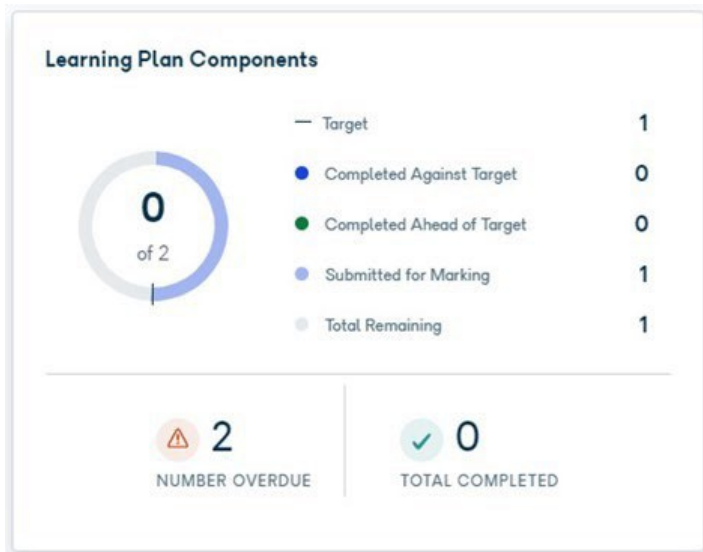 Learning Plan Components
0
of 2
Target 1
Completed Against Target 0
Completed Ahead of Target 0
Submitted for Marking 1
Total Remaining 1
2
NUMBER OVERDUE
0
TOTAL COMPLETED